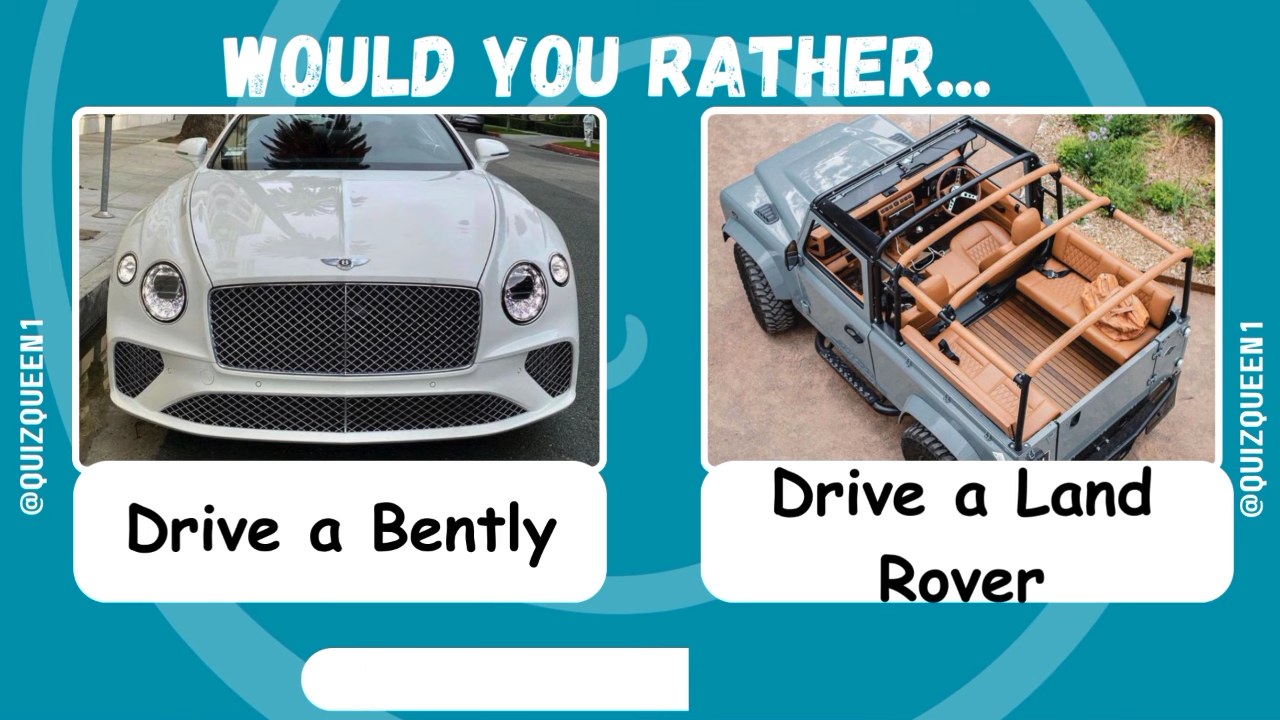 WOULD YOU RATHER...
@QUIZQUEEN1
Drive a Bently
Drive a Land
Rover
@QUIZQUEEN1